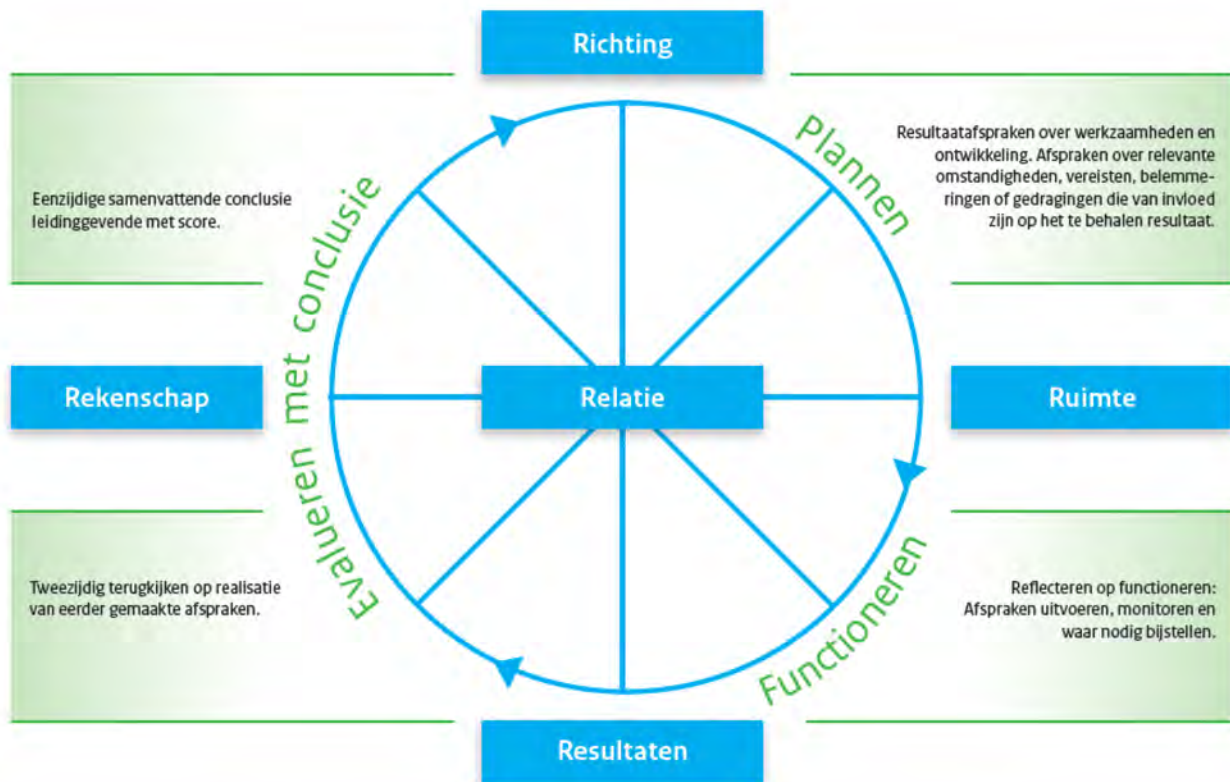 Richting
Plannen
Resultaatafspraken over werkzaamheden en
ontwikkeling. Afspraken over relevante
omstandigheden, vereisten, belemme-
ringen of gedragingen die van invloed
zijn op het te behalen resultaat.
Eenzijdige samenvattende conclusie
leidinggevende met score.
Evalueren met conclusie
Rekenschap
Relatie
Ruimte
Tweezijdig terugkijken op realisatie
van eerder gemaakte afspraken.
Functioneren
Reflecteren op functioneren:
Afspraken uitvoeren, monitoren en
waar nodig bijstellen.
Resultaten